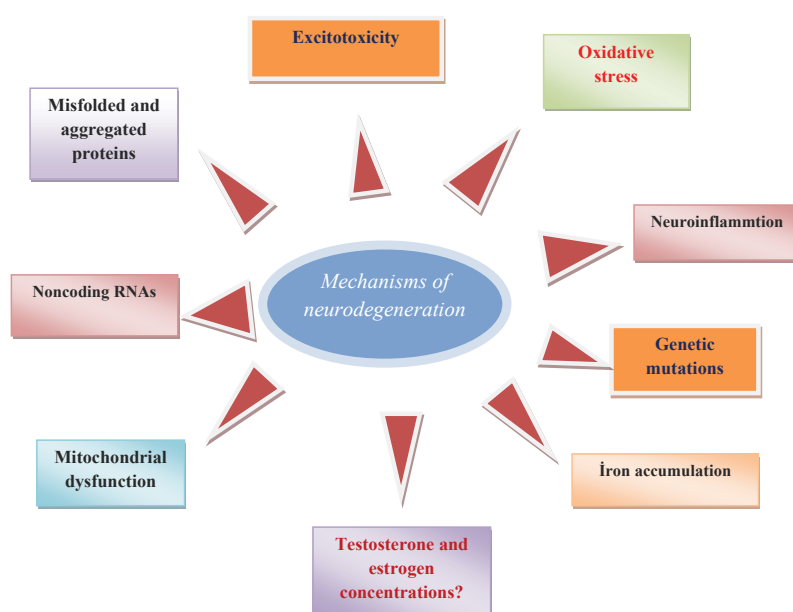 Excitotoxicity
Oxidative
stress
Misfolded and
aggregated
proteins
Neuroinflammtion
Mechanisms of
neurodegeneration
Noncoding RNAs
Genetic
mutations
Mitochondrial
dysfunction
İron accumulation
Testosterone and
estrogen
concentrations?